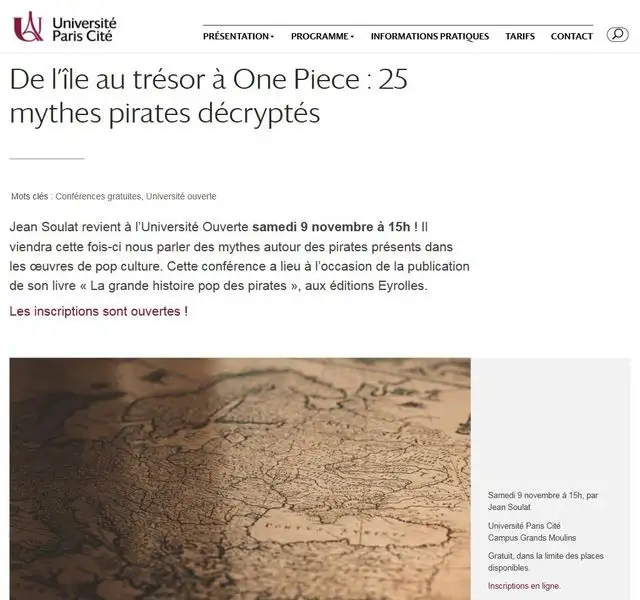 Université
Paris Cité
PRÉSENTATION
PROGRAMME
INFORMATIONS PRATIQUES
TARIFS
CONTACT
De l’île au trésor à One Piece : 25
mythes pirates décryptés
Mots clés : Conférences gratuites, Université ouverte
Jean Soulat revient à l’Université Ouverte samedi 9 novembre à 15h ! Il
viendra cette fois-ci nous parler des mythes autour des pirates présents dans
les œuvres de pop culture. Cette conférence a lieu à l’occasion de la publication
de son livre « La grande histoire pop des pirates », aux éditions Eyrolles.
Les inscriptions sont ouvertes !
Samedi 9 novembre à 15h, par
Jean Soulat
Université Paris Cité
Campus Grands Moulins
Gratuit, dans la limite des places
disponibles.
Inscriptions en ligne.